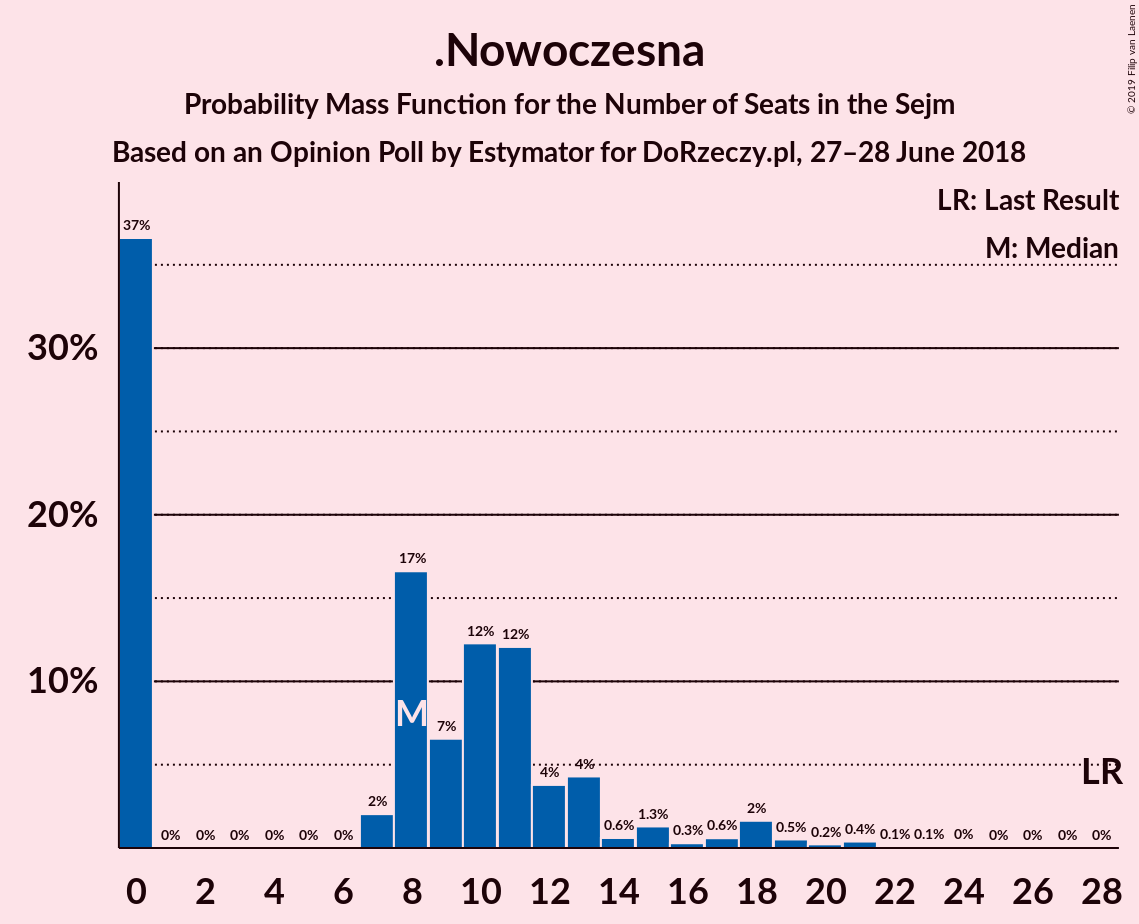 .Nowoczesna
Probability Mass Function for the Number of Seats in the Sejm
Based on an Opinion Poll by Estymator for DoRzeczy.pl, 27–28 June 2018
© 2019 Filip van Laenen
LR: Last Result
M: Median
37%
30%
20%
17%
12% 12%
10%
M
7%
4% 4%
LR
2%
1.3%
2%
0% 0% 0% 0% 0% 0% 0.6% 0.3% 0.6% 0.5% 0.2% 0.4% 0.1% 0.1% 0% 0% 0% 0% 0%
0 2 4 6 8 10 12 14 16 18 20 22 24 26 28